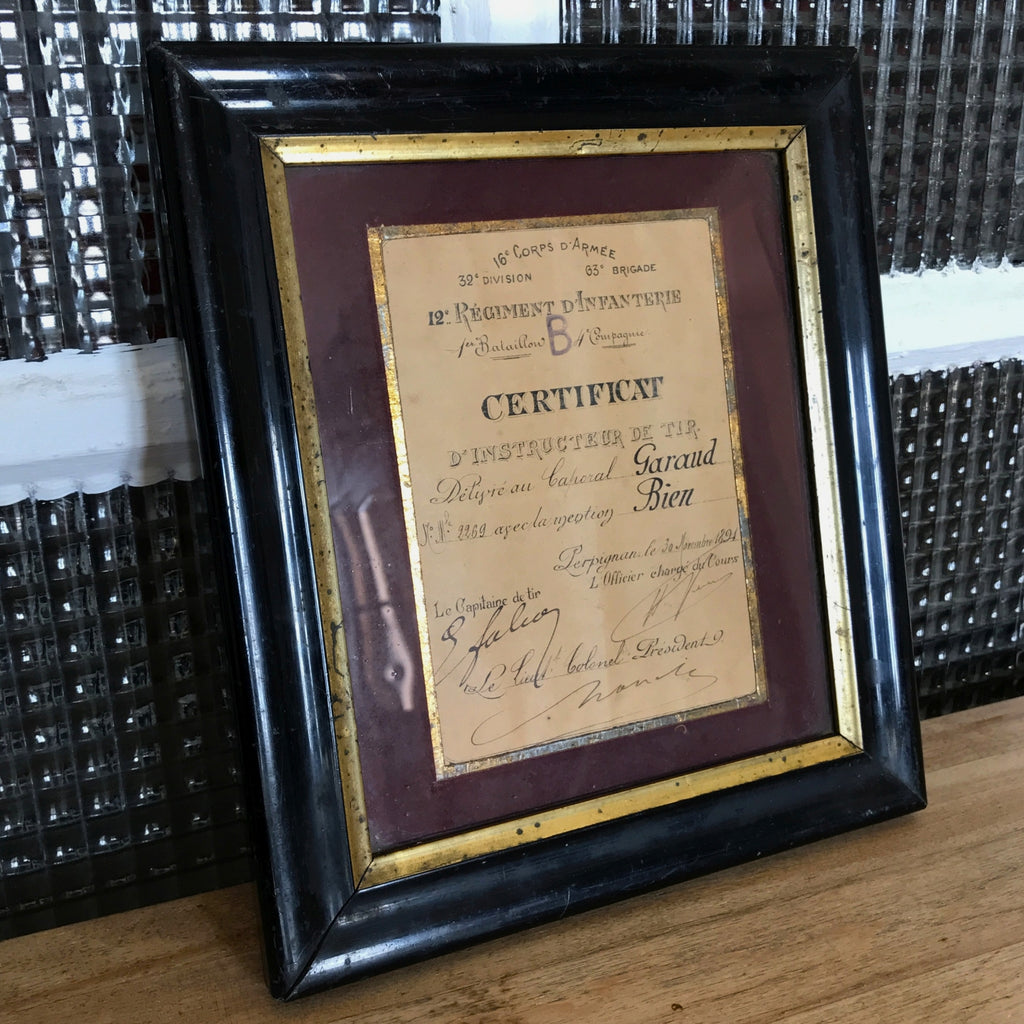 16e CORPS D'ARMÉE
32e DIVISION 63e BRIGADE
12e RÉGIMENT D'INFANTERIE
1er Bataillon B 4e Compagnie
CERTIFICAT
D'INSTRUCTEUR DE TIR
Délivré au Caporal Garaud
Nº 2269 avec la mention Bien
Perpignan, le 30 Novembre 1891
L'Officier chargé du Cours
Le Capitaine de tir
Le Lieut Colonel Président